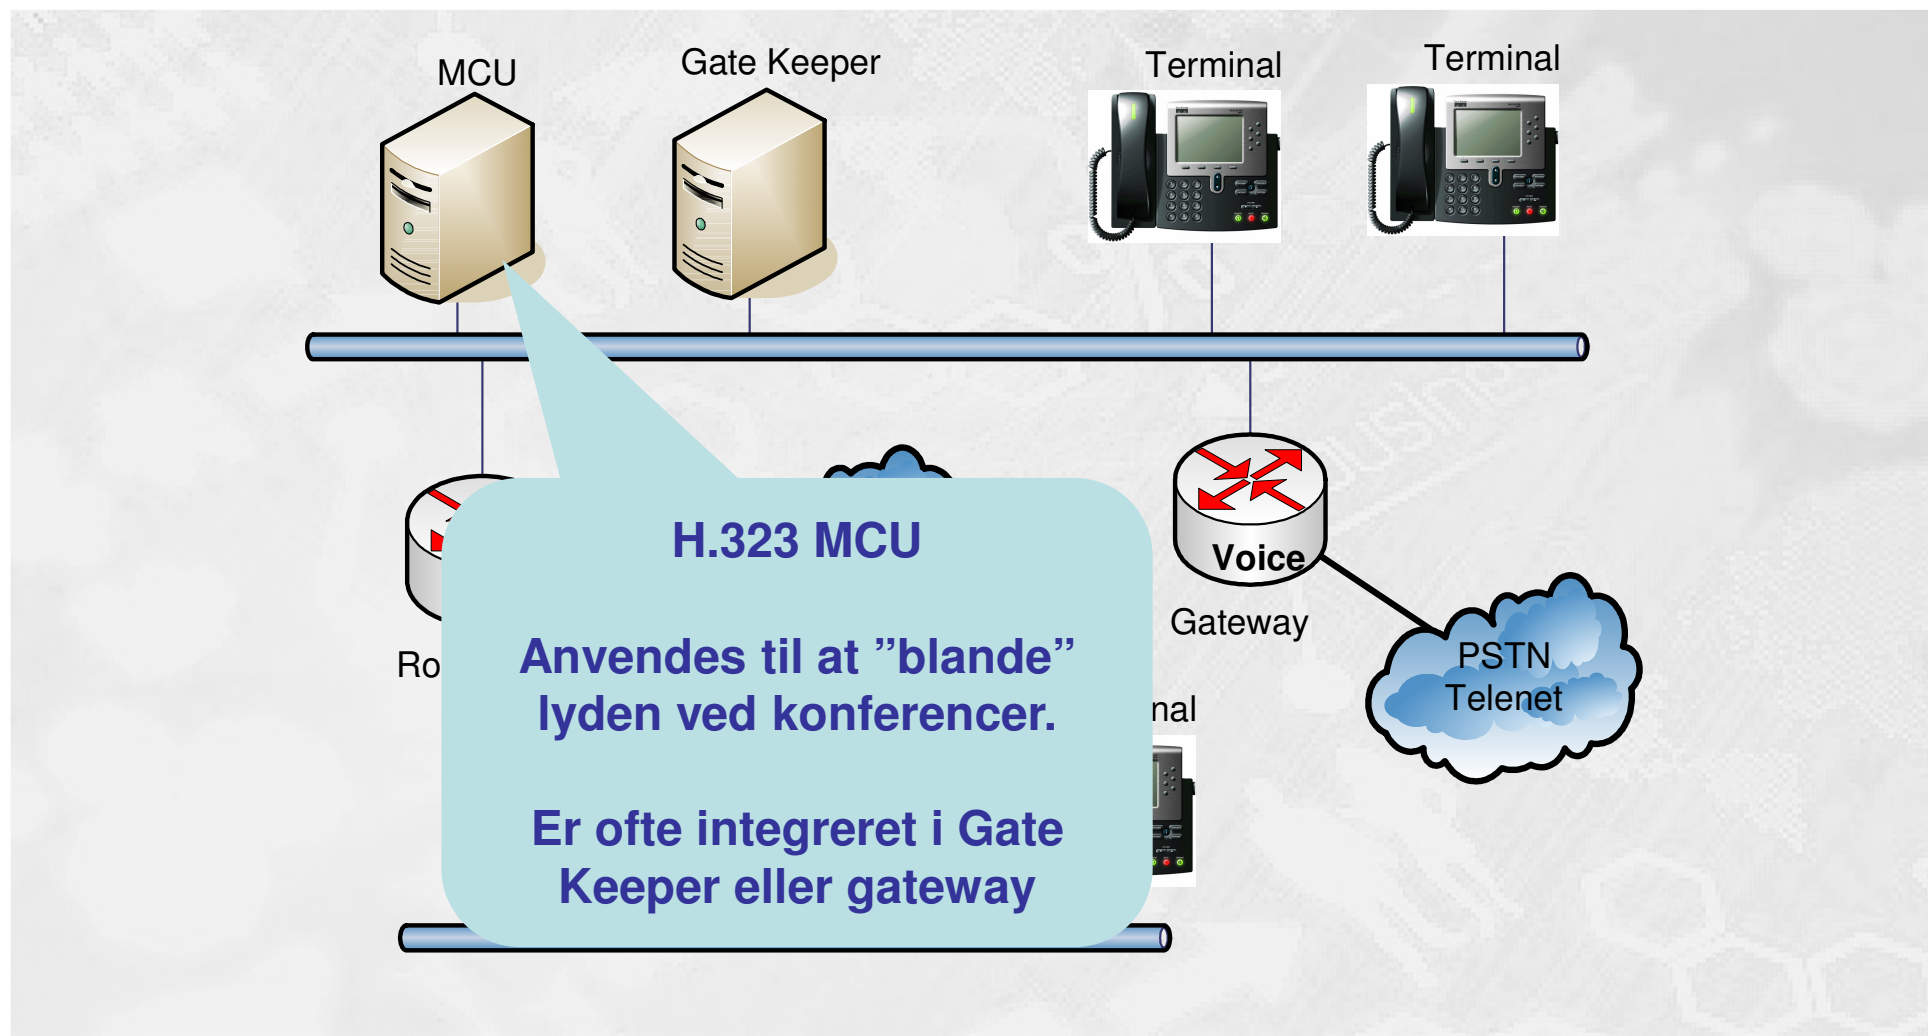 MCU
Gate Keeper
Terminal
Terminal
H.323 MCU
Anvendes til at ”blande”
lyden ved konferencer.
Er ofte integreret i Gate
Keeper eller gateway
Voice
Gateway
PSTN
Telenet
Ro
nal